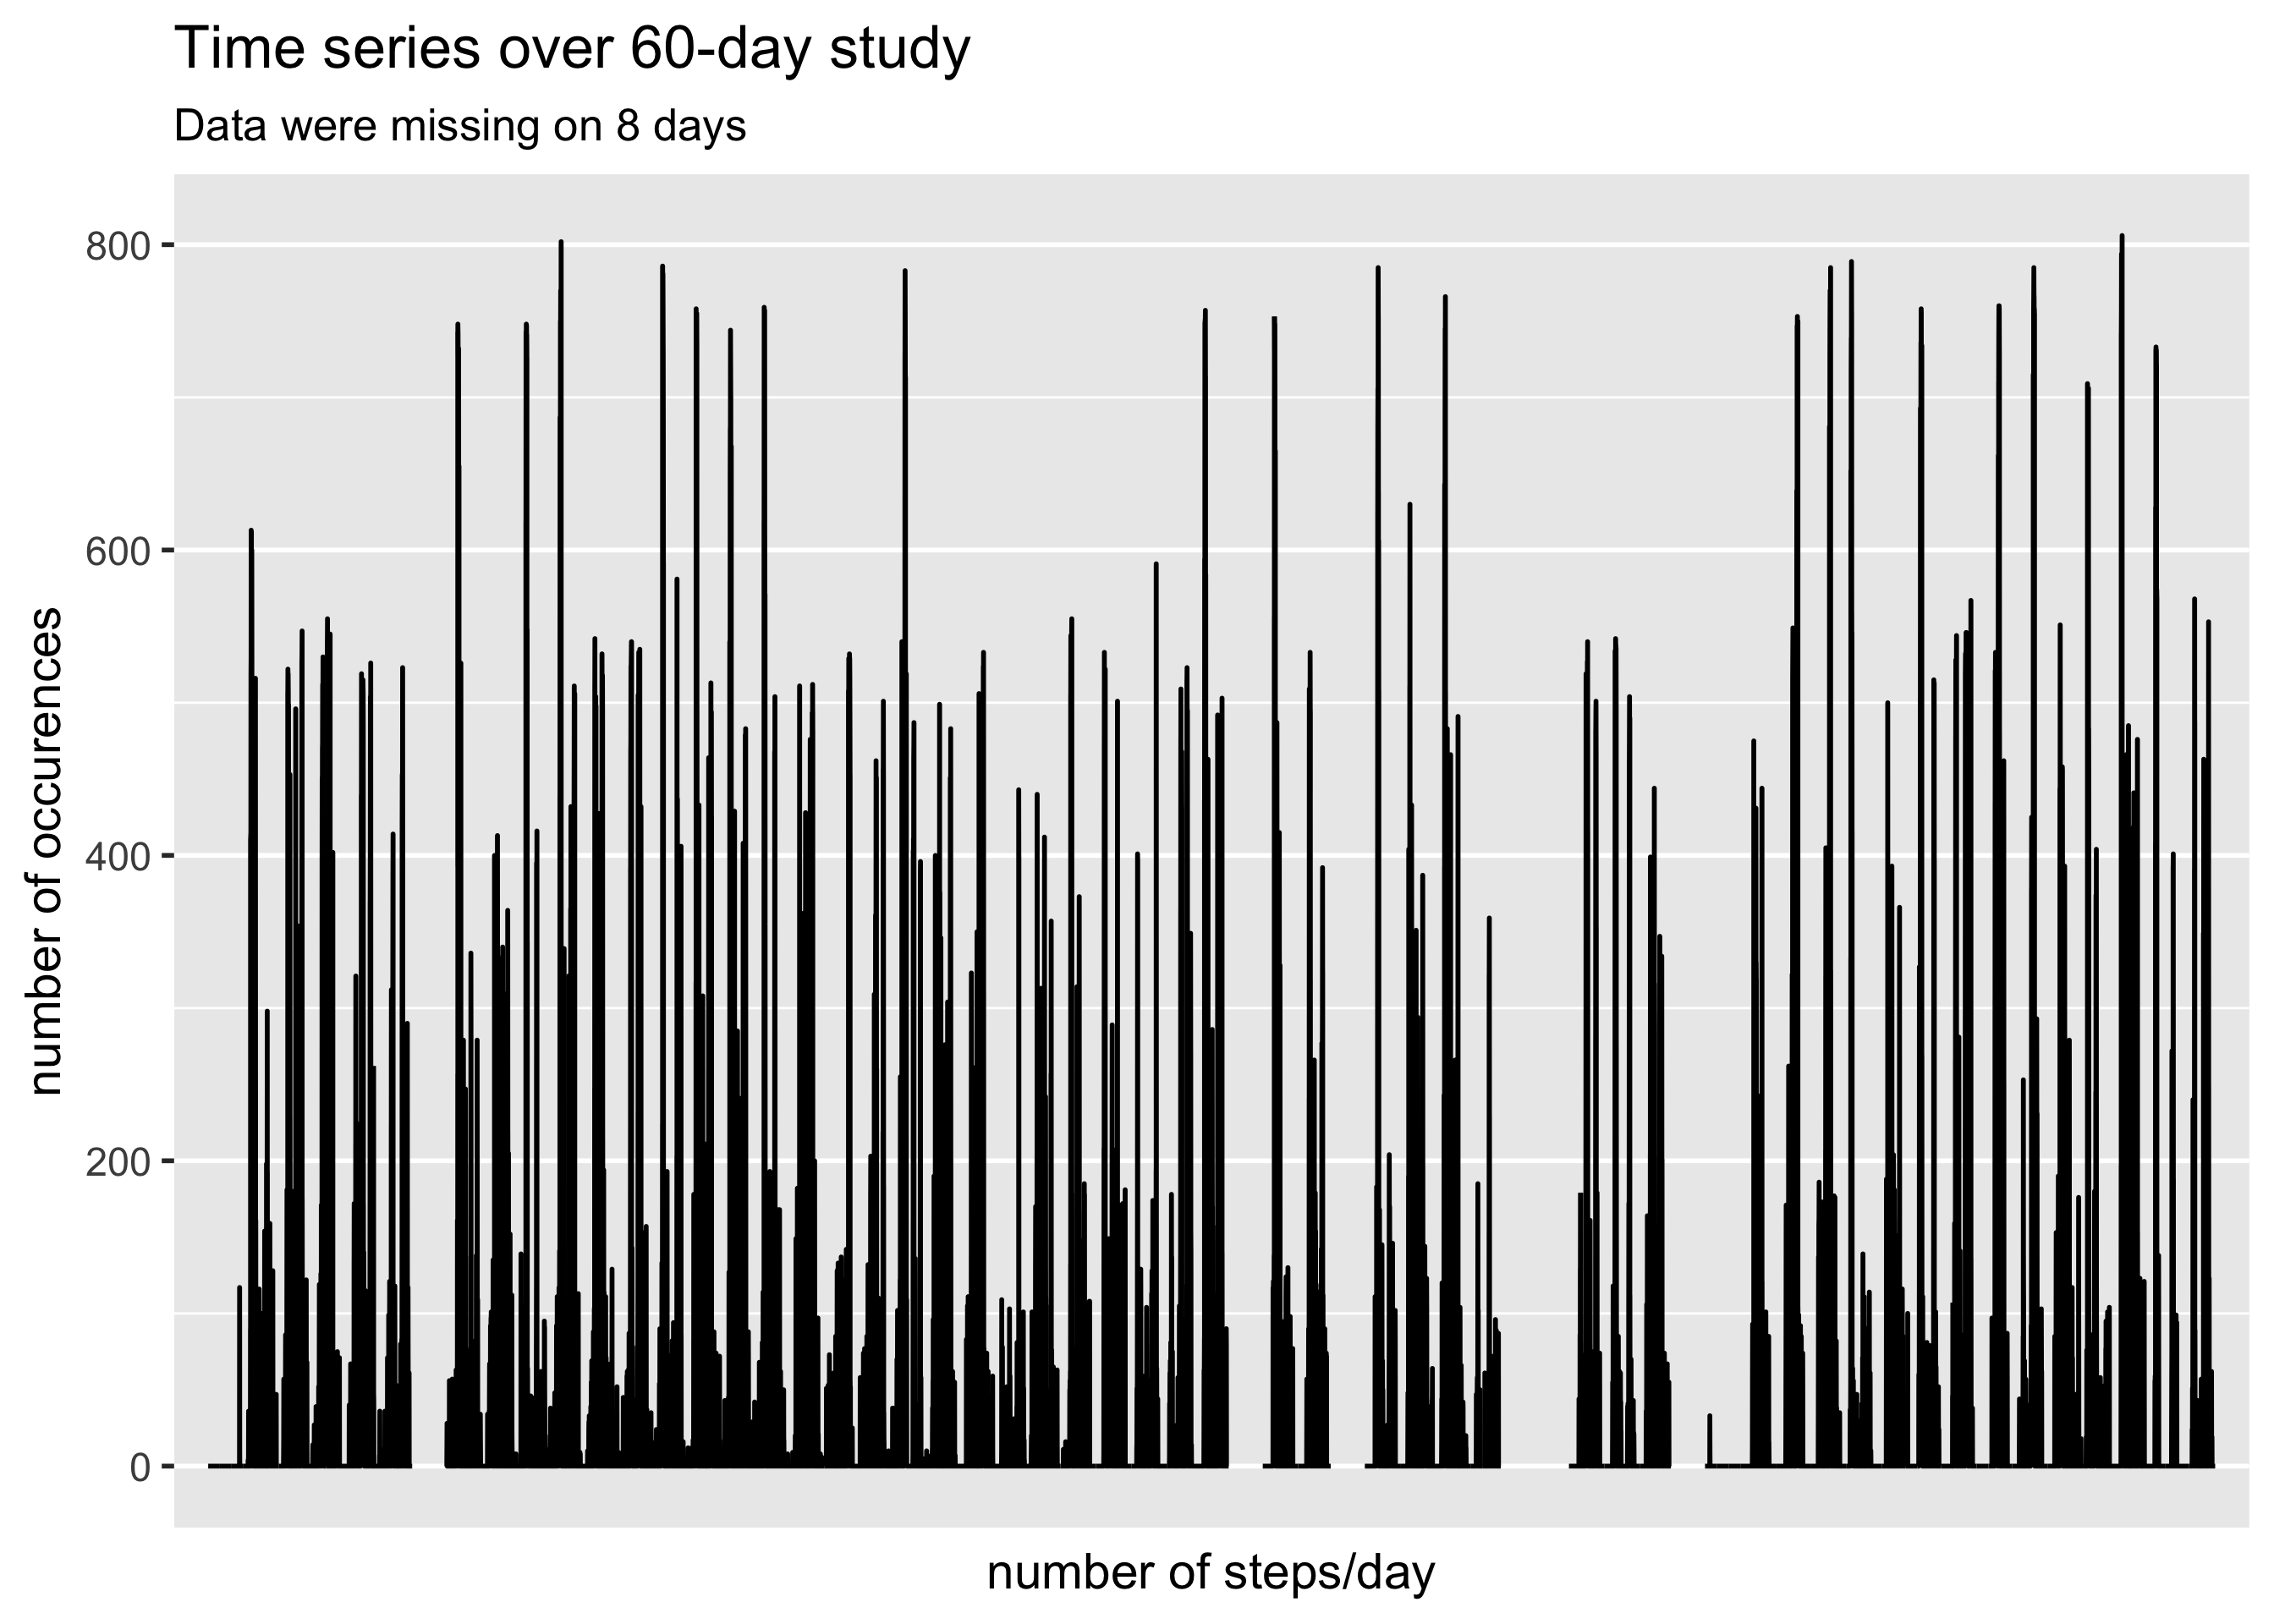 Time series over 60-day study
Data were missing on 8 days
800
600
400
200
0
number of occurences
number of steps/day